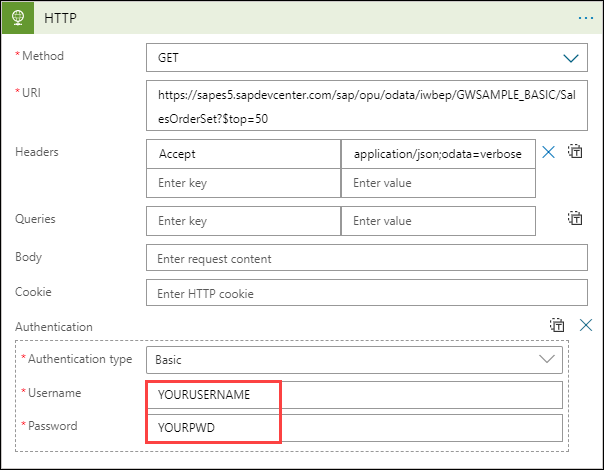 HTTP
* Method GET
* URI https://sapes5.sapdevcenter.com/sap/opu/odata/iwbep/GWSAMPLE_BASIC/Sal
esOrderSet?$top=50
Headers Accept application/json;odata=verbose
Enter key Enter value
Queries Enter key Enter value
Body Enter request content
Cookie Enter HTTP cookie
Authentication
* Authentication type Basic
* Username YOURUSERNAME
* Password YOURPWD